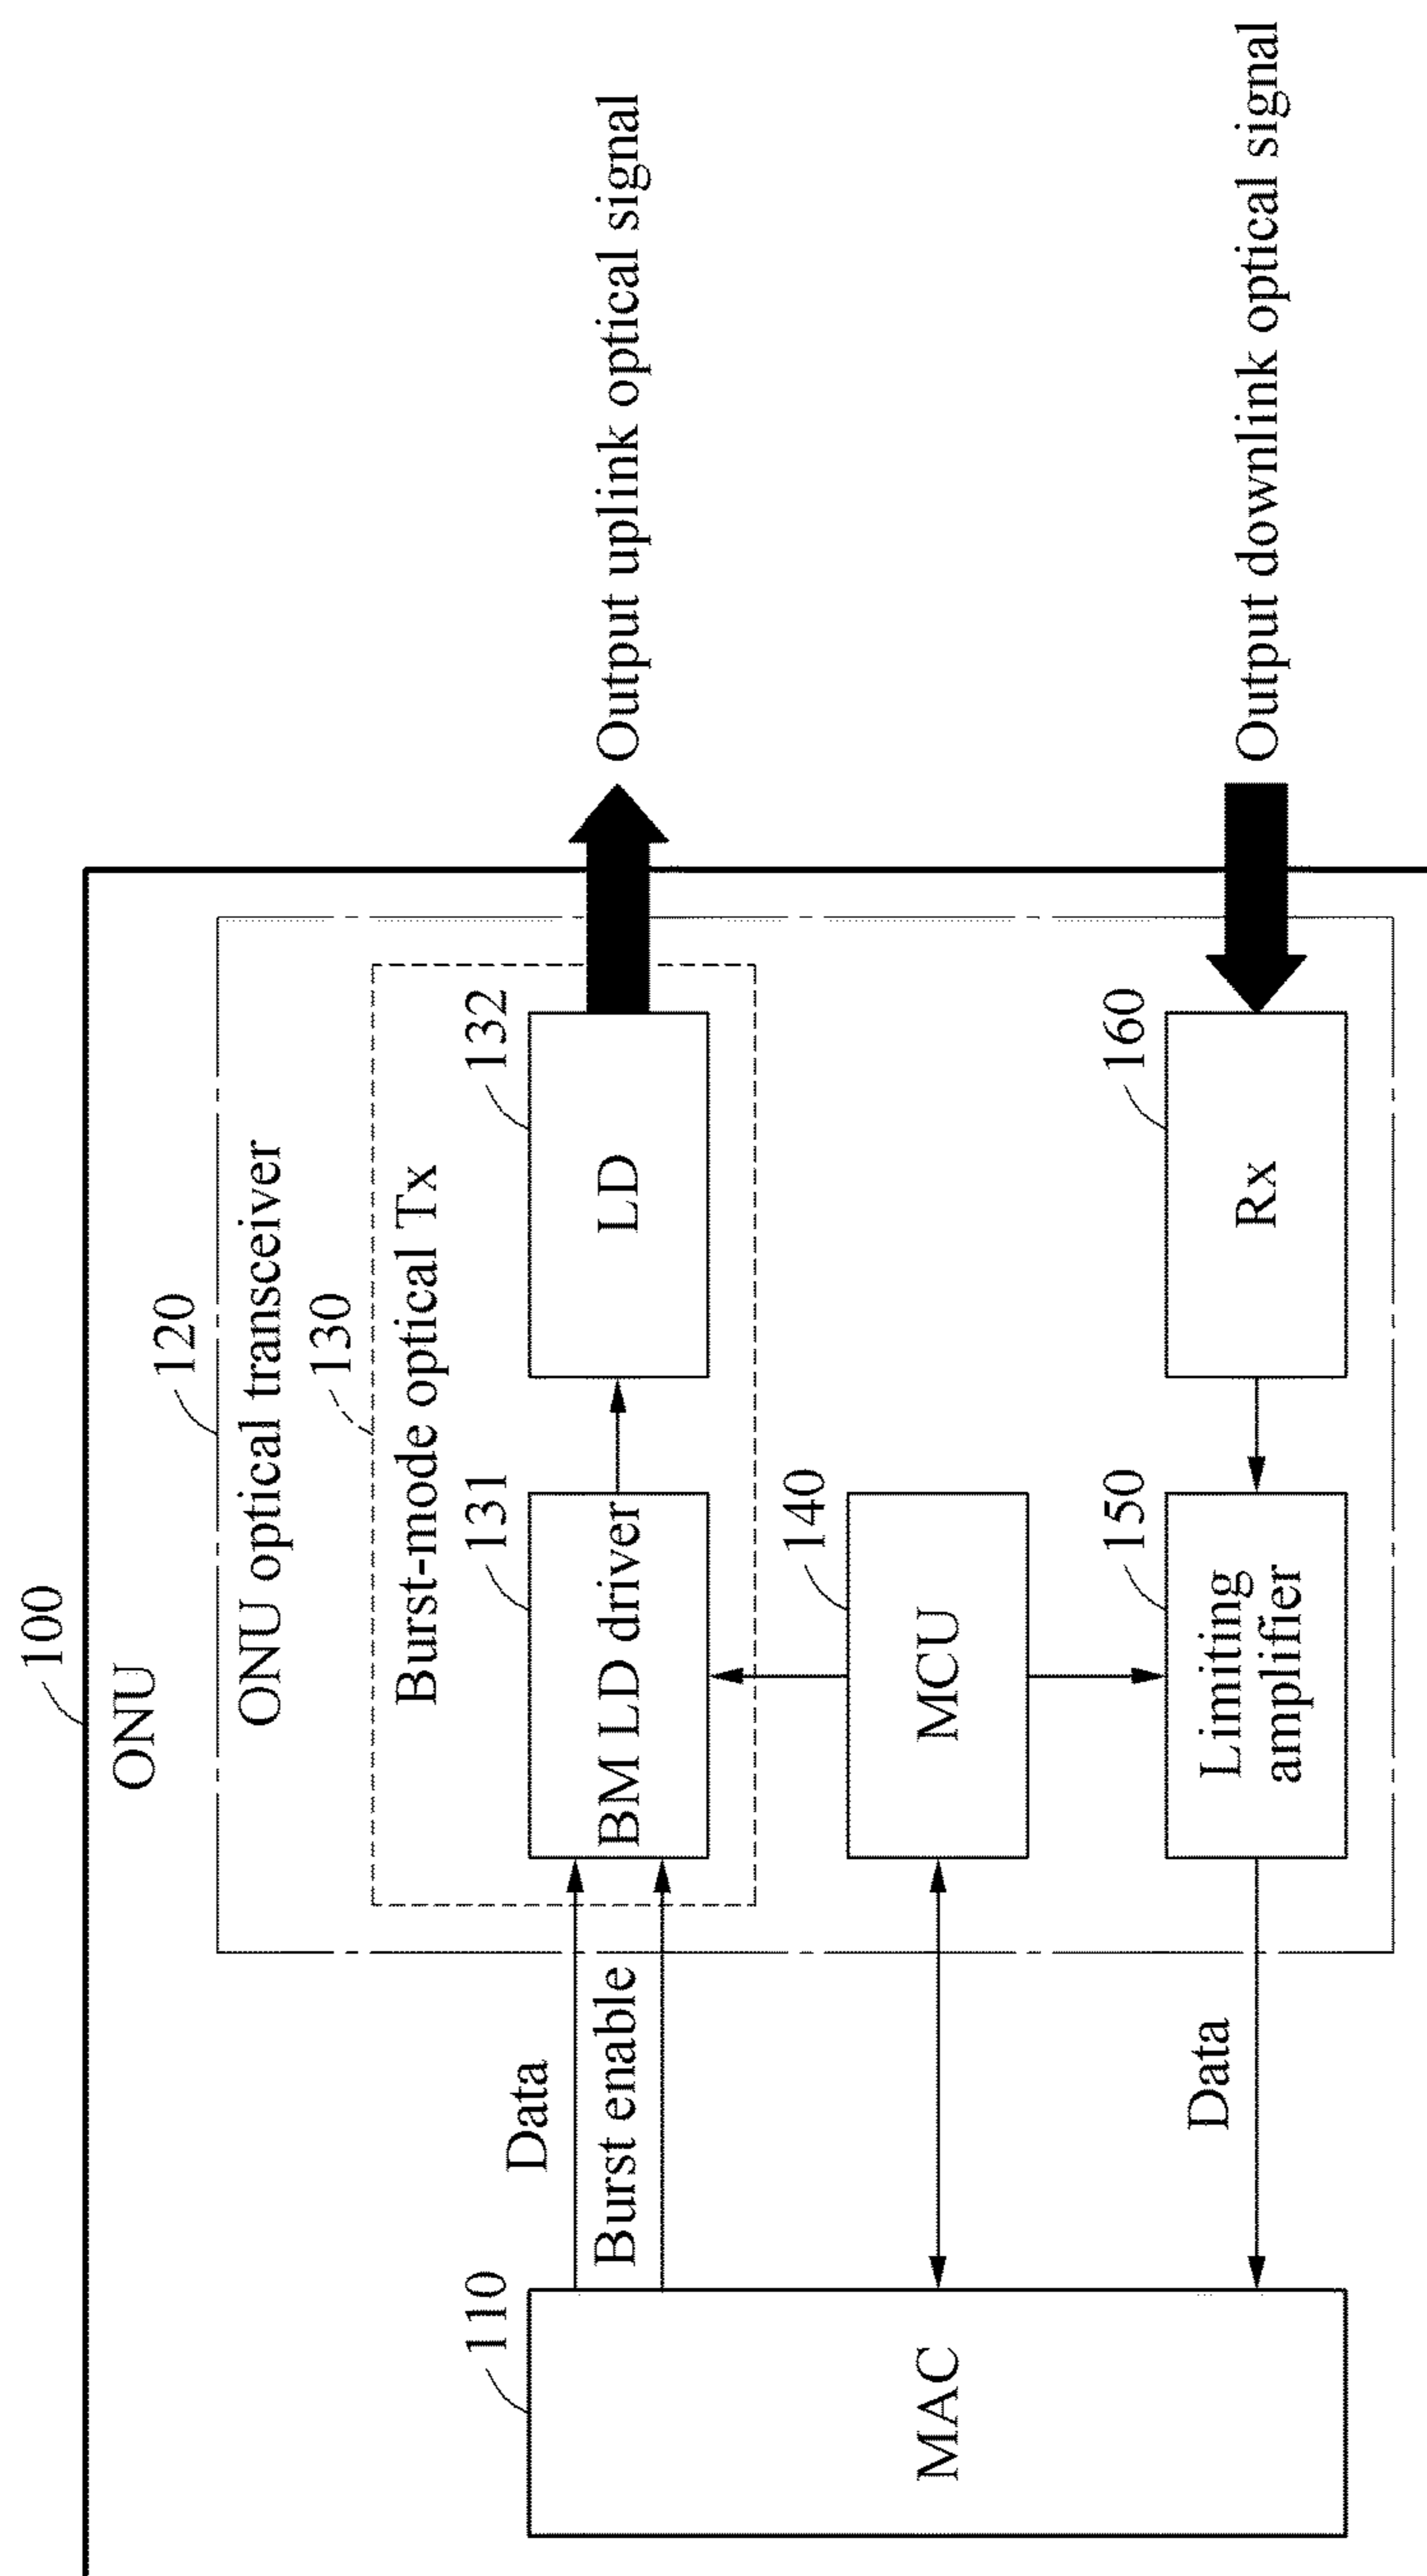 100
ONU
120
ONU optical transceiver
130
Burst-mode optical Tx
110
MAC
Data
Burst enable
131
BM LD driver
132
LD
Output uplink optical signal
140
MCU
Data
150
Limiting
amplifier
160
Rx
Output downlink optical signal